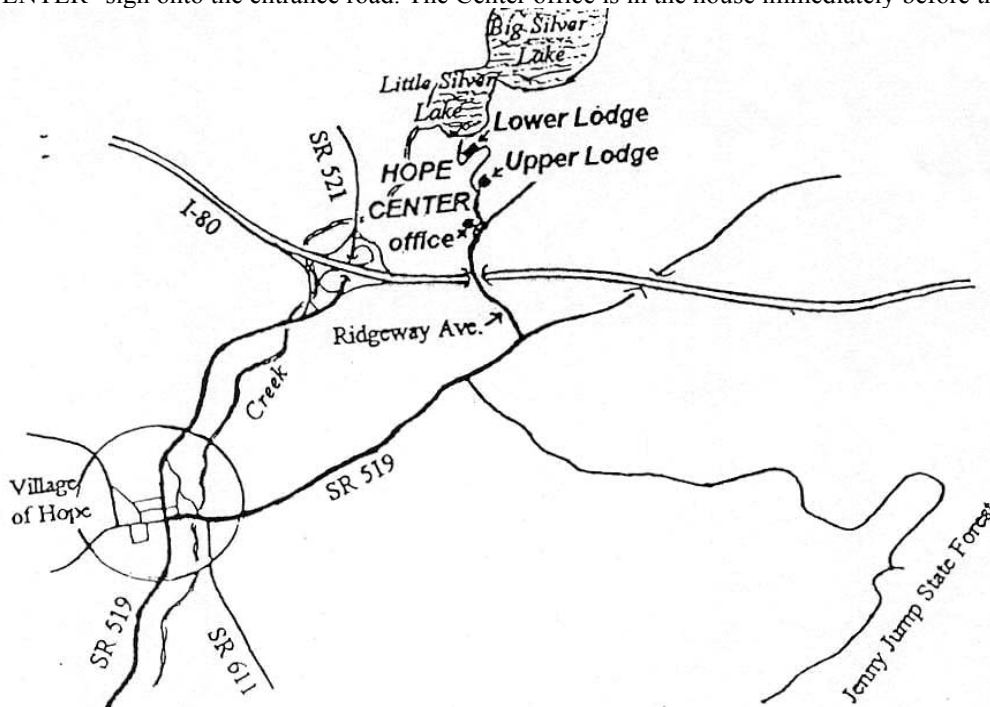 ENTER" sign onto the entrance road. The Center office is in the house immediately before th
Big Silver
Lake
Little Silver
Lake
Lower Lodge
Upper Lodge
HOPE
CENTER
office
SR 521
I-80
Ridgeway Ave.
Creek
SR 519
Village
of Hope
SR 519
SR 611
Jenny Jump State Forest